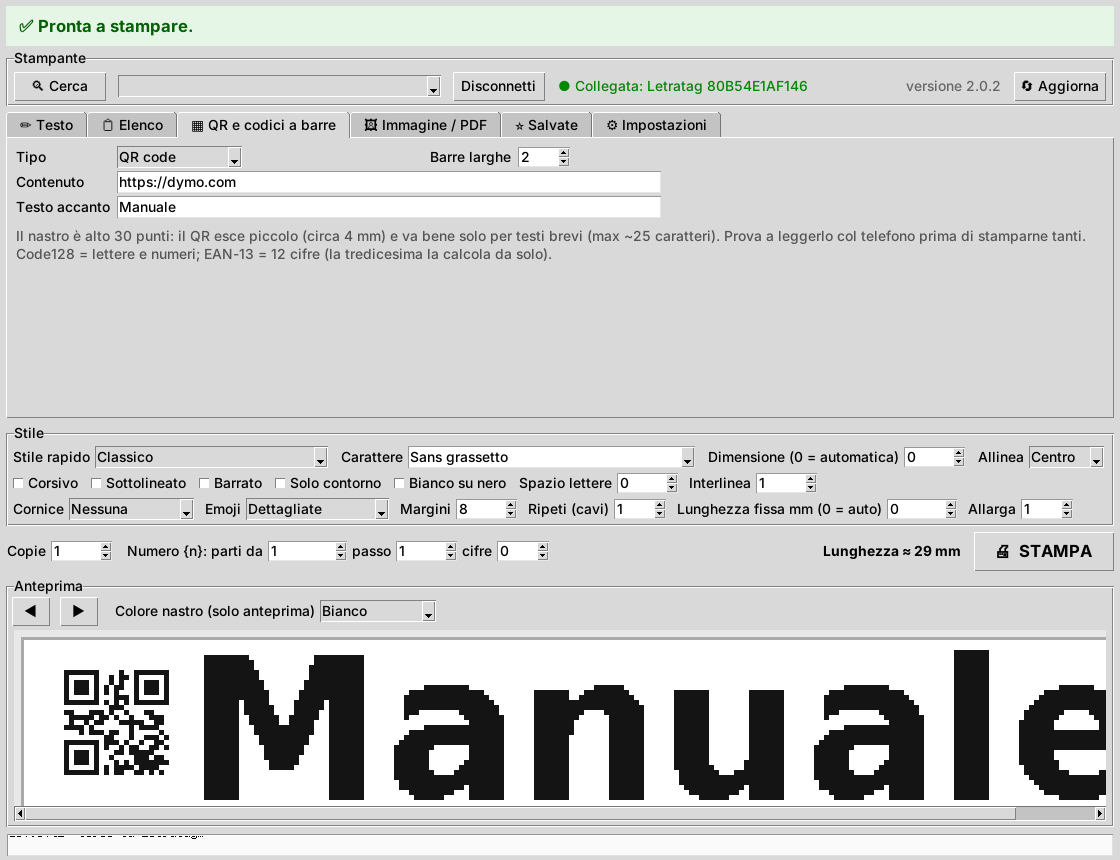 ✅ Pronta a stampare.
Stampante
🔍 Cerca
Disconnetti
● Collegata: Letratag 80B54E1AF146
versione 2.0.2
🔄 Aggiorna
✏ Testo
📋 Elenco
▦ QR e codici a barre
🖼 Immagine / PDF
⭐ Salvate
⚙ Impostazioni
Tipo QR code Barre larghe 2
Contenuto https://dymo.com
Testo accanto Manuale
Il nastro è alto 30 punti: il QR esce piccolo (circa 4 mm) e va bene solo per testi brevi (max ~25 caratteri). Prova a leggerlo col telefono prima di stamparne tanti.
Code128 = lettere e numeri; EAN-13 = 12 cifre (la tredicesima la calcola da solo).
Stile
Stile rapido Classico Carattere Sans grassetto Dimensione (0 = automatica) 0 Allinea Centro
Corsivo Sottolineato Barrato Solo contorno Bianco su nero Spazio lettere 0 Interlinea 1
Cornice Nessuna Emoji Dettagliate Margini 8 Ripeti (cavi) 1 Lunghezza fissa mm (0 = auto) 0 Allarga 1
Copie 1 Numero {n}: parti da 1 passo 1 cifre 0 Lunghezza ≈ 29 mm 🖨 STAMPA
Anteprima
◀ ▶ Colore nastro (solo anteprima) Bianco
Manuale